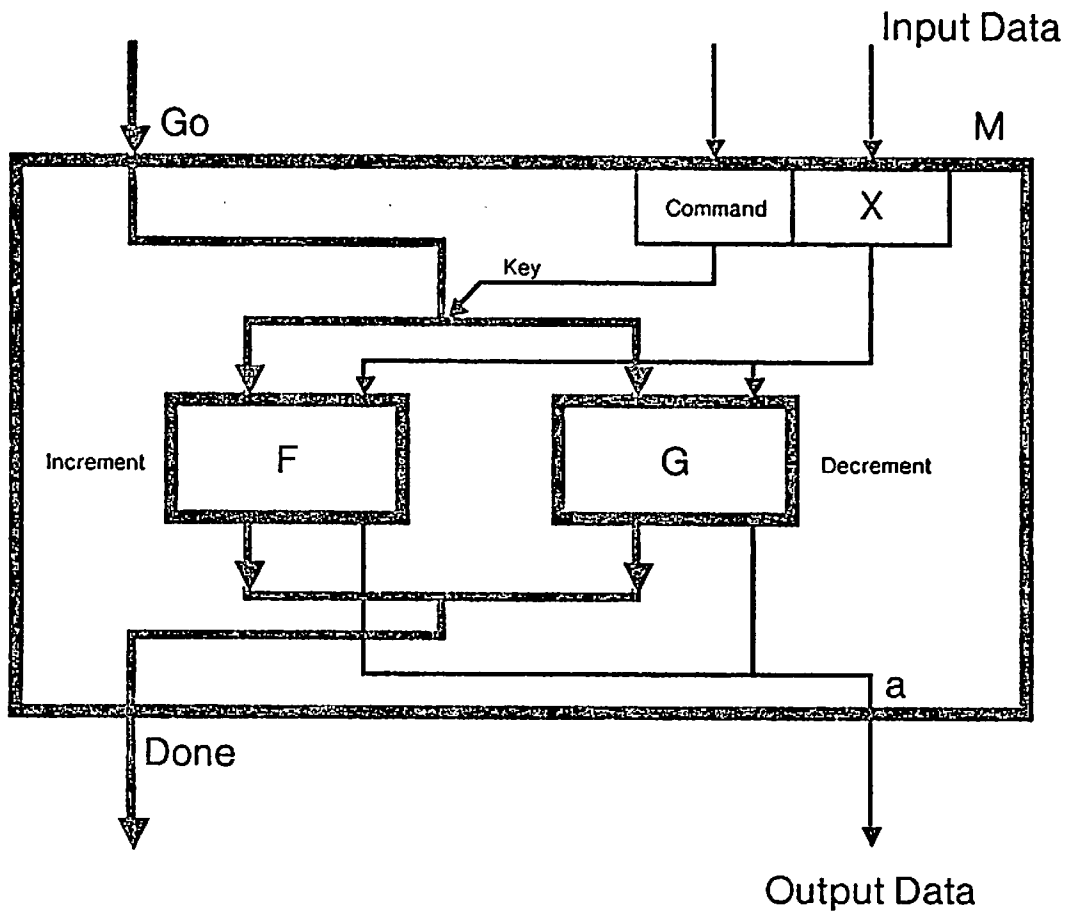 Input Data
Go
M
Command
X
Key
Increment
F
G
Decrement
a
Done
Output Data